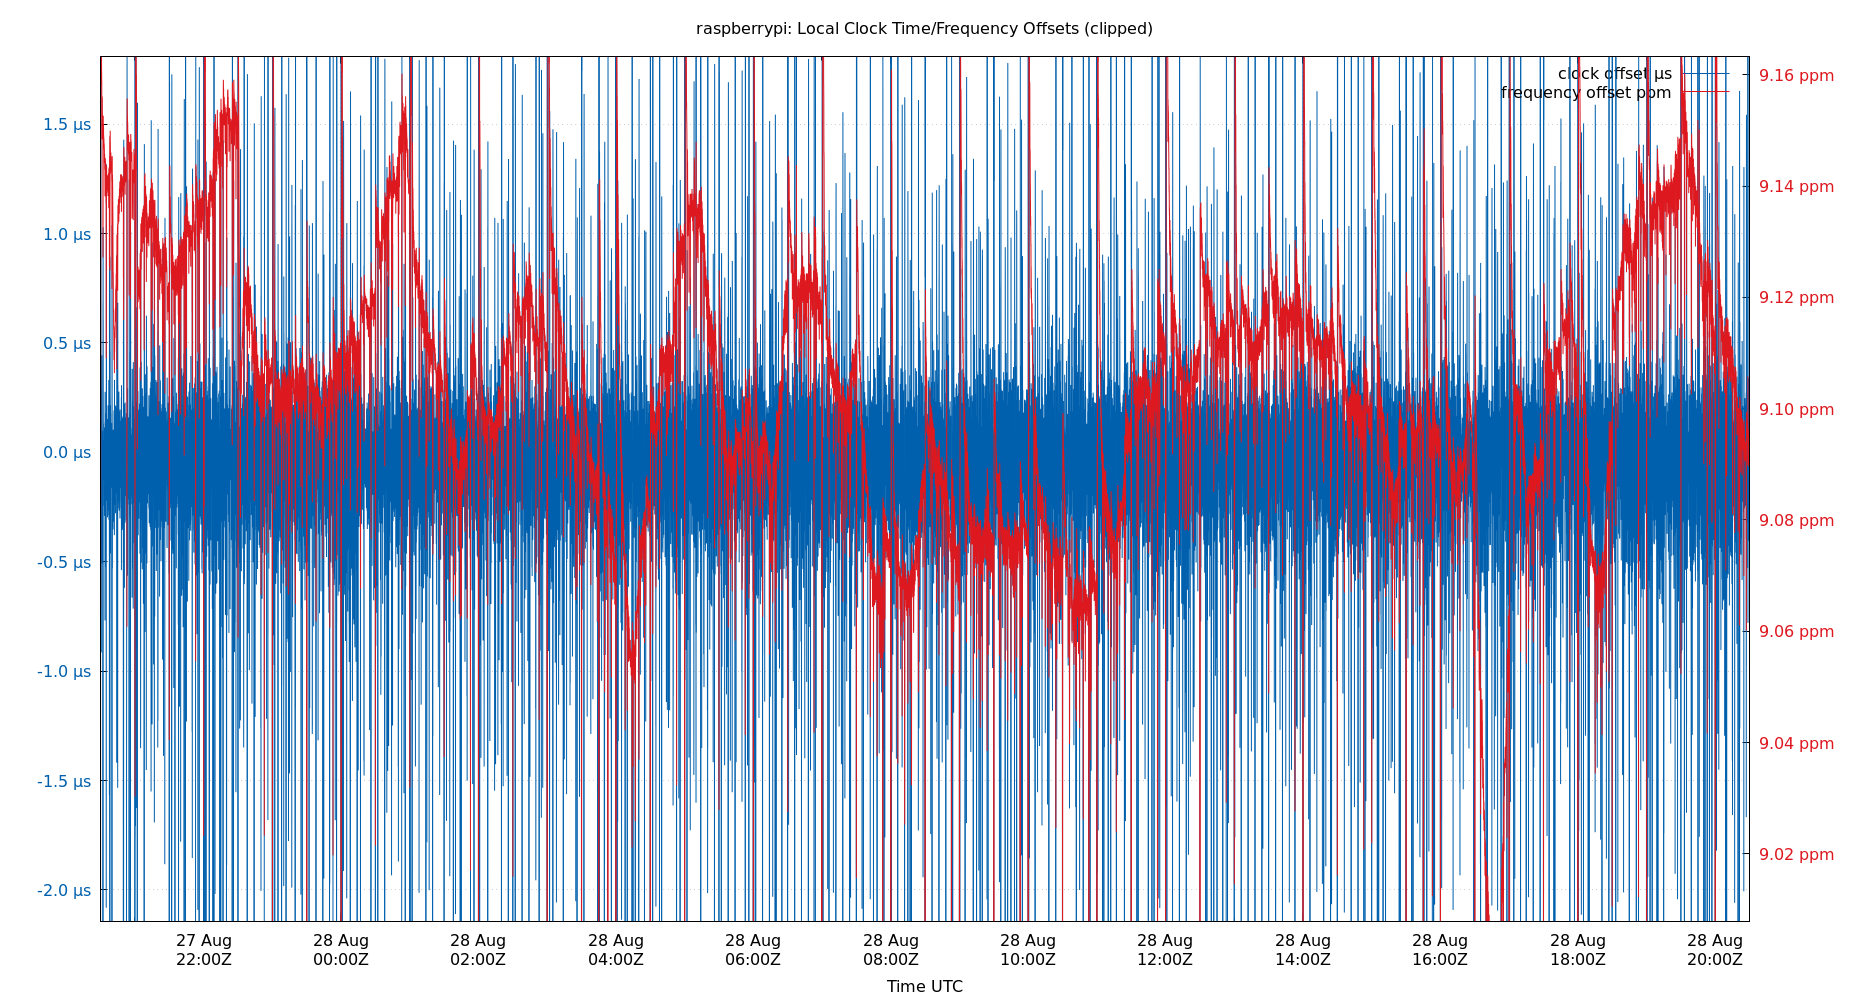 raspberrypi: Local Clock Time/Frequency Offsets (clipped)
clock offset µs
frequency offset ppm
1.5 µs
1.0 µs
0.5 µs
0.0 µs
-0.5 µs
-1.0 µs
-1.5 µs
-2.0 µs
9.16 ppm
9.14 ppm
9.12 ppm
9.10 ppm
9.08 ppm
9.06 ppm
9.04 ppm
9.02 ppm
27 Aug 28 Aug 28 Aug 28 Aug 28 Aug 28 Aug 28 Aug 28 Aug 28 Aug 28 Aug 28 Aug 28 Aug
22:00Z 00:00Z 02:00Z 04:00Z 06:00Z 08:00Z 10:00Z 12:00Z 14:00Z 16:00Z 18:00Z 20:00Z
Time UTC